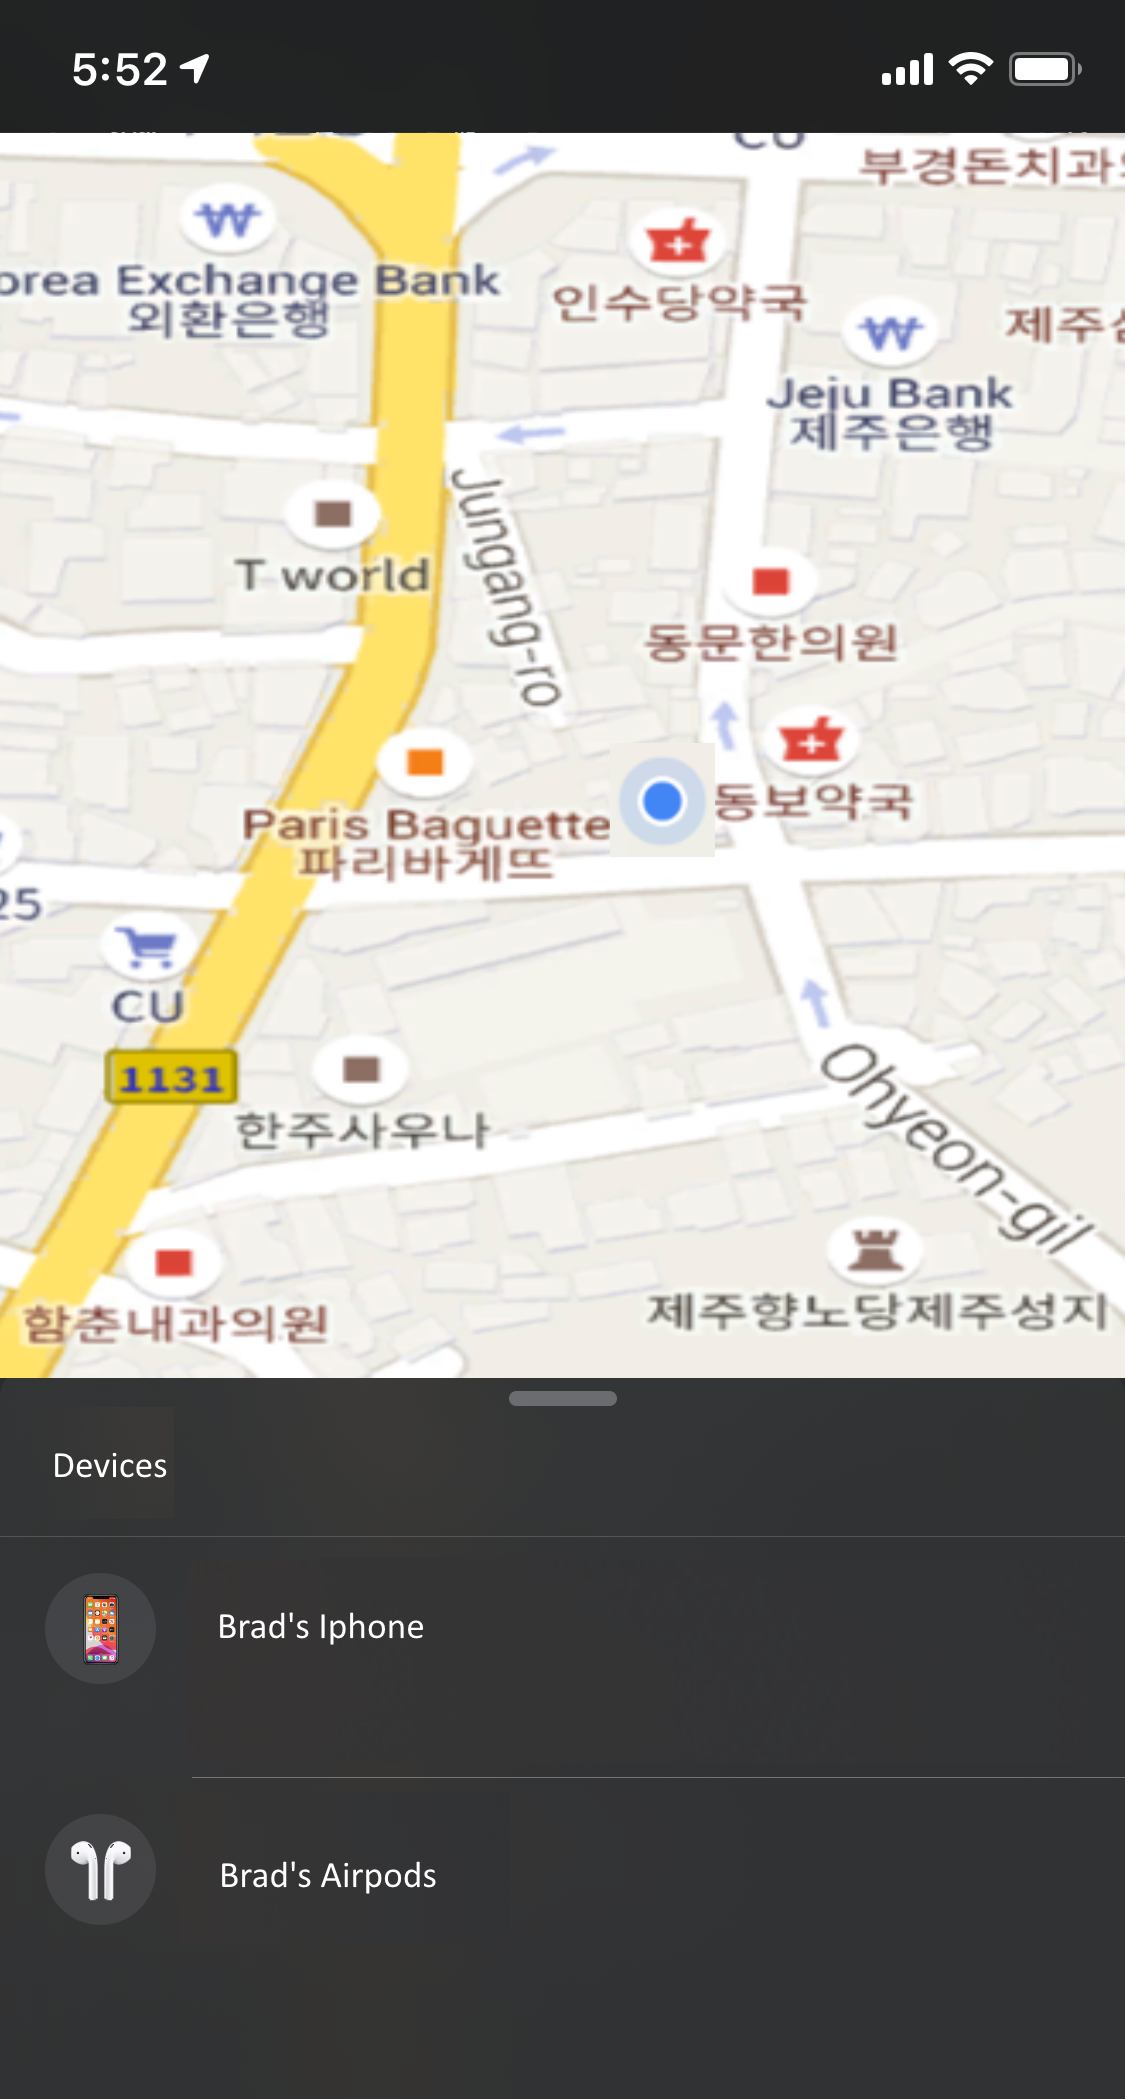 5:52
CU
부경돈치과의
orea Exchange Bank
외환은행
인수당약국
제주심
Jeju Bank
제주은행
Jungang-ro
T world
동문한의원
동보약국
Paris Baguette
파리바게뜨
25
CU
1131
한주사우나
Ohyeon-gil
제주향노당제주성지
함춘내과의원
Devices
Brad's Iphone
Brad's Airpods